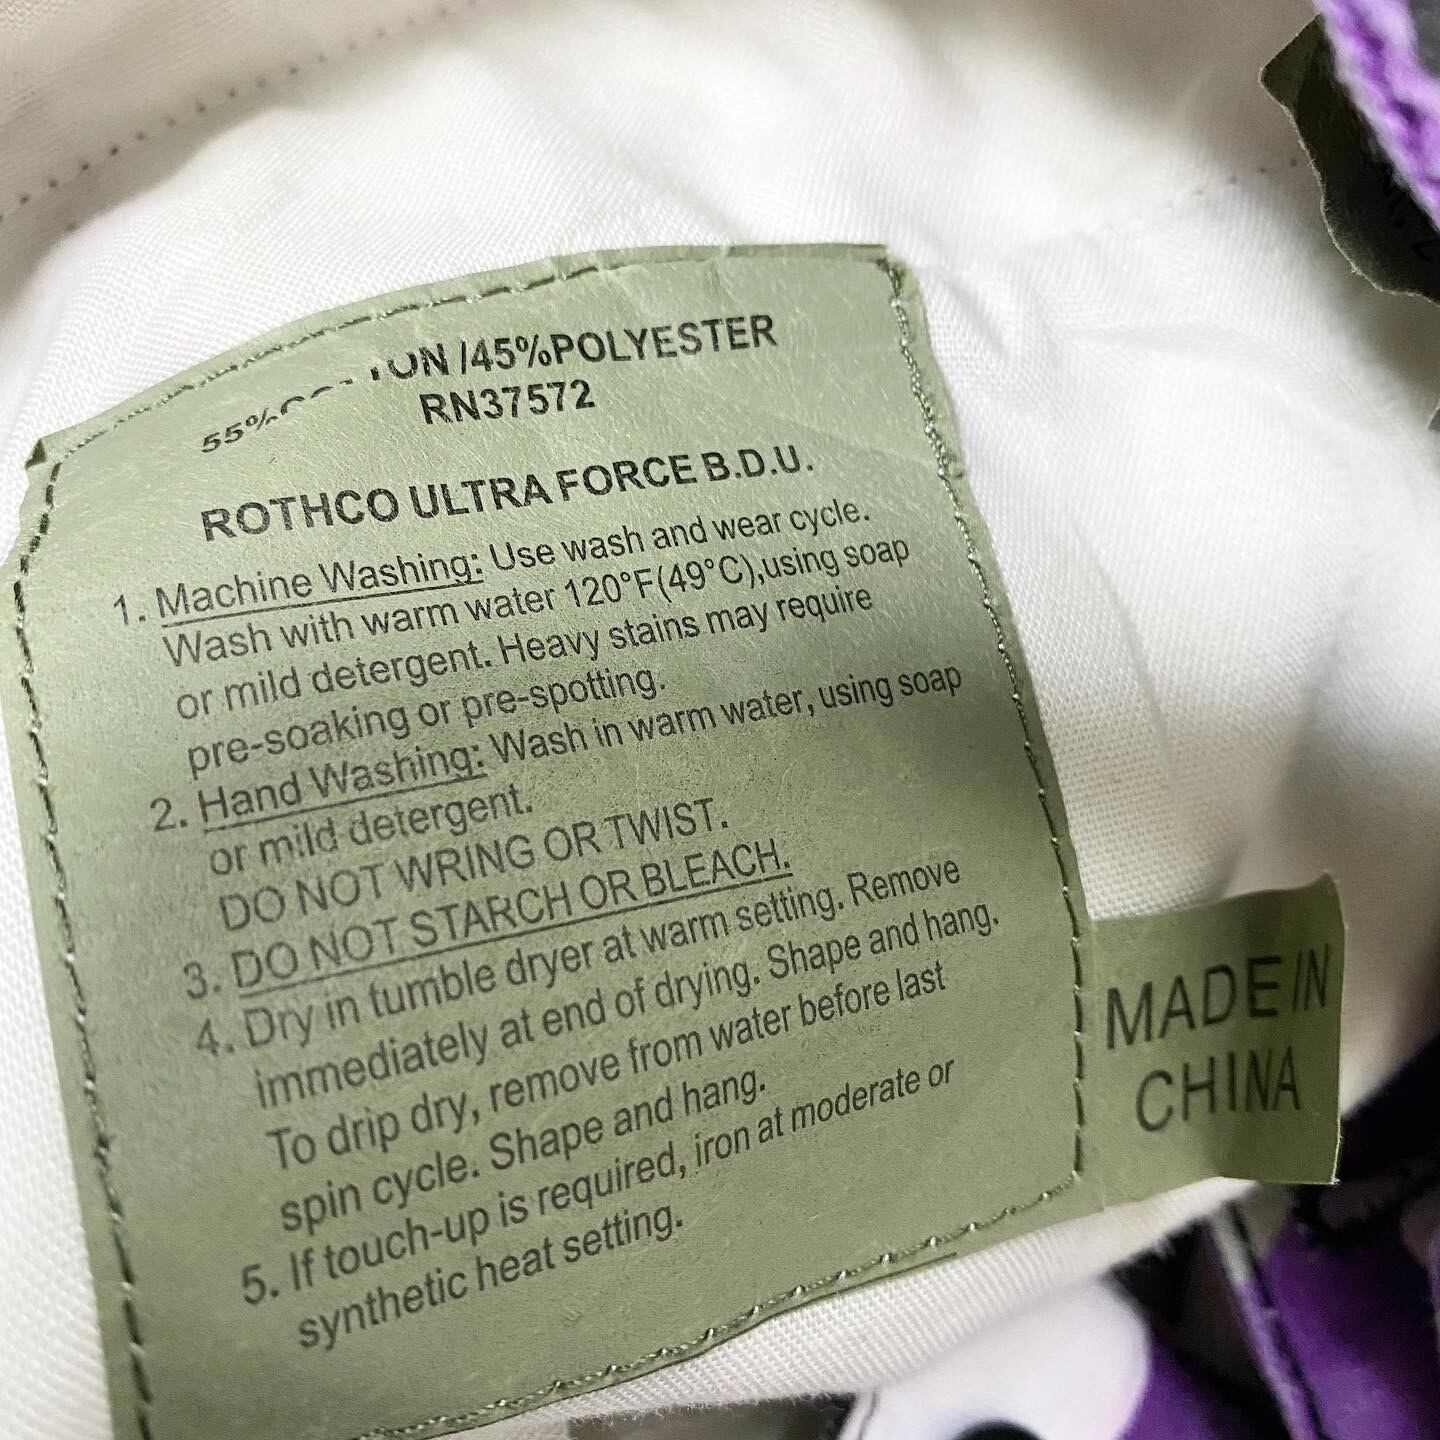 55%COTTON /45%POLYESTER
RN37572
ROTHCO ULTRA FORCE B.D.U.
1. Machine Washing: Use wash and wear cycle.
Wash with warm water 120°F(49°C),using soap
or mild detergent. Heavy stains may require
pre-soaking or pre-spotting.
2. Hand Washing: Wash in warm water, using soap
or mild detergent.
DO NOT WRING OR TWIST.
3. DO NOT STARCH OR BLEACH.
4. Dry in tumble dryer at warm setting. Remove
immediately at end of drying. Shape and hang.
To drip dry, remove from water before last
spin cycle. Shape and hang.
5. If touch-up is required, iron at moderate or
synthetic heat setting.
MADE IN
CHINA